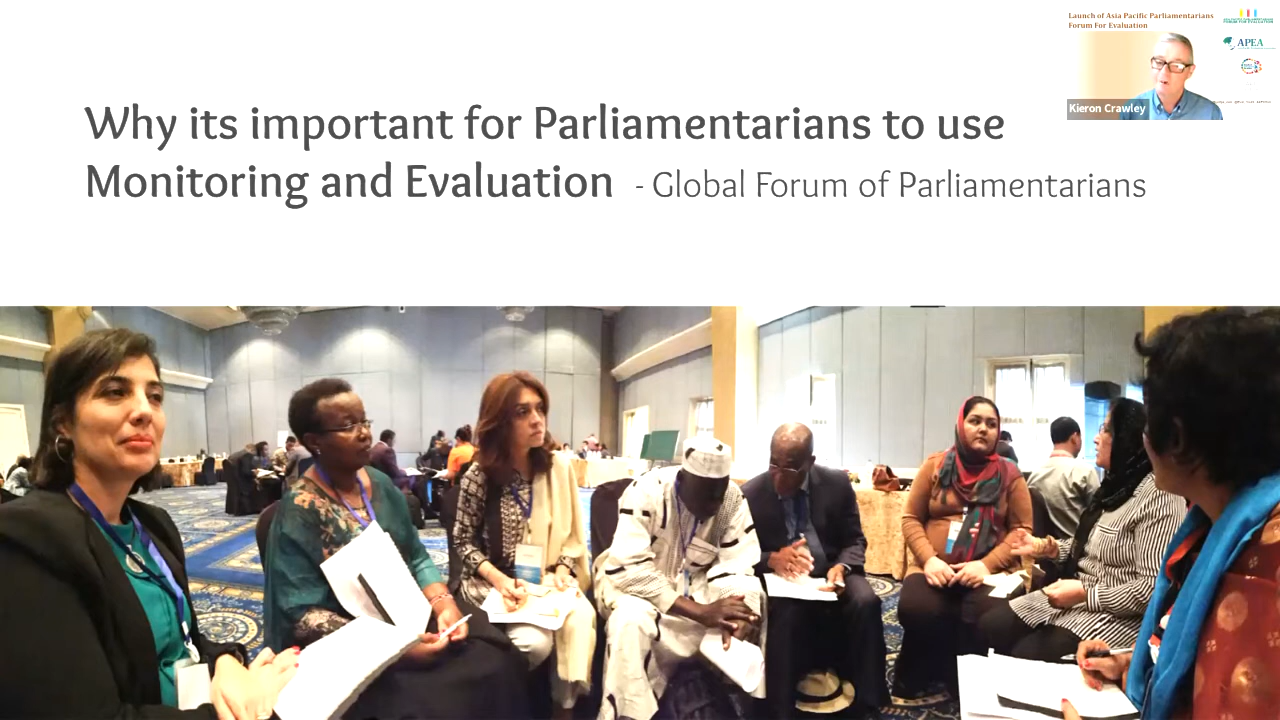 Launch of Asia Pacific Parliamentarians
Forum For Evaluation
APEA
Kieron Crawley
Why its important for Parliamentarians to use
Monitoring and Evaluation - Global Forum of Parliamentarians